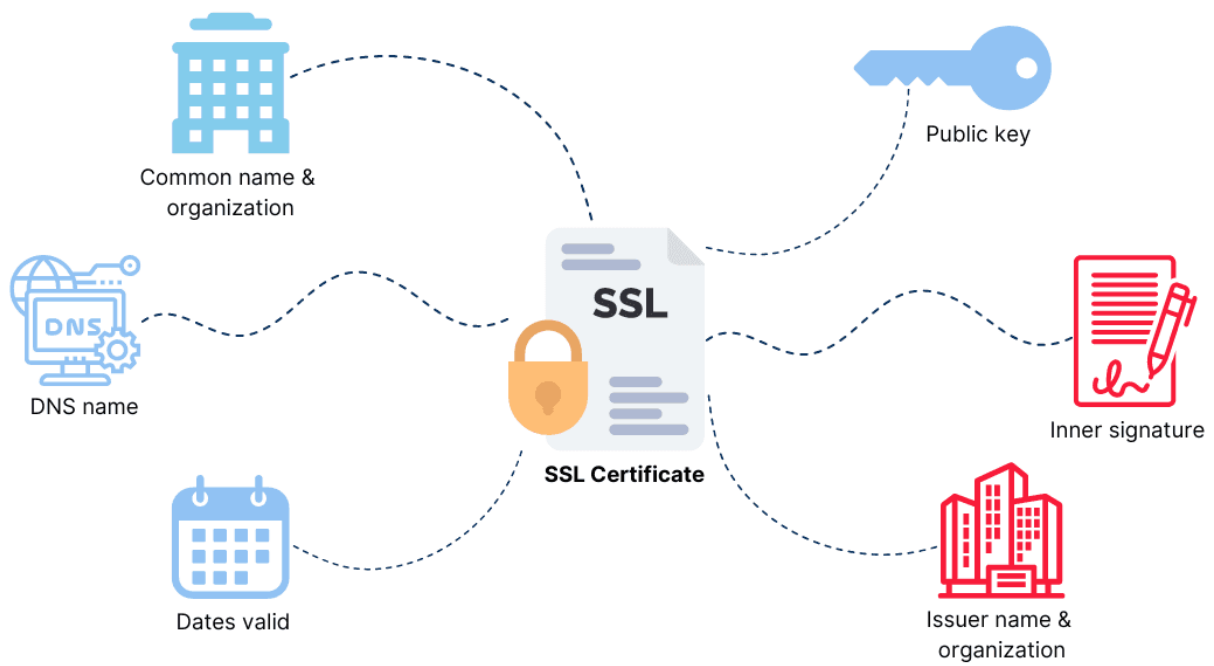 Common name &
organization
Public key
SSL
DNS
DNS name
Inner signature
SSL Certificate
Dates valid
Issuer name &
organization